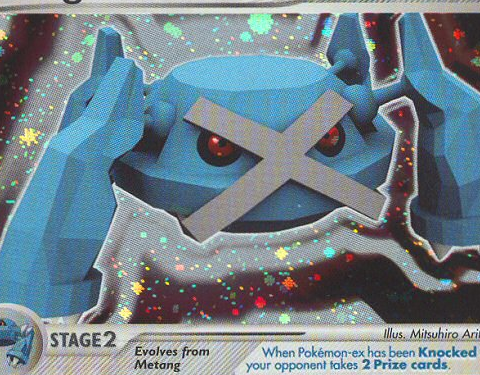 Illus. Mitsuhiro Arit
STAGE 2
Evolves from
Metang
When Pokémon-ex has been Knocked
your opponent takes 2 Prize cards.